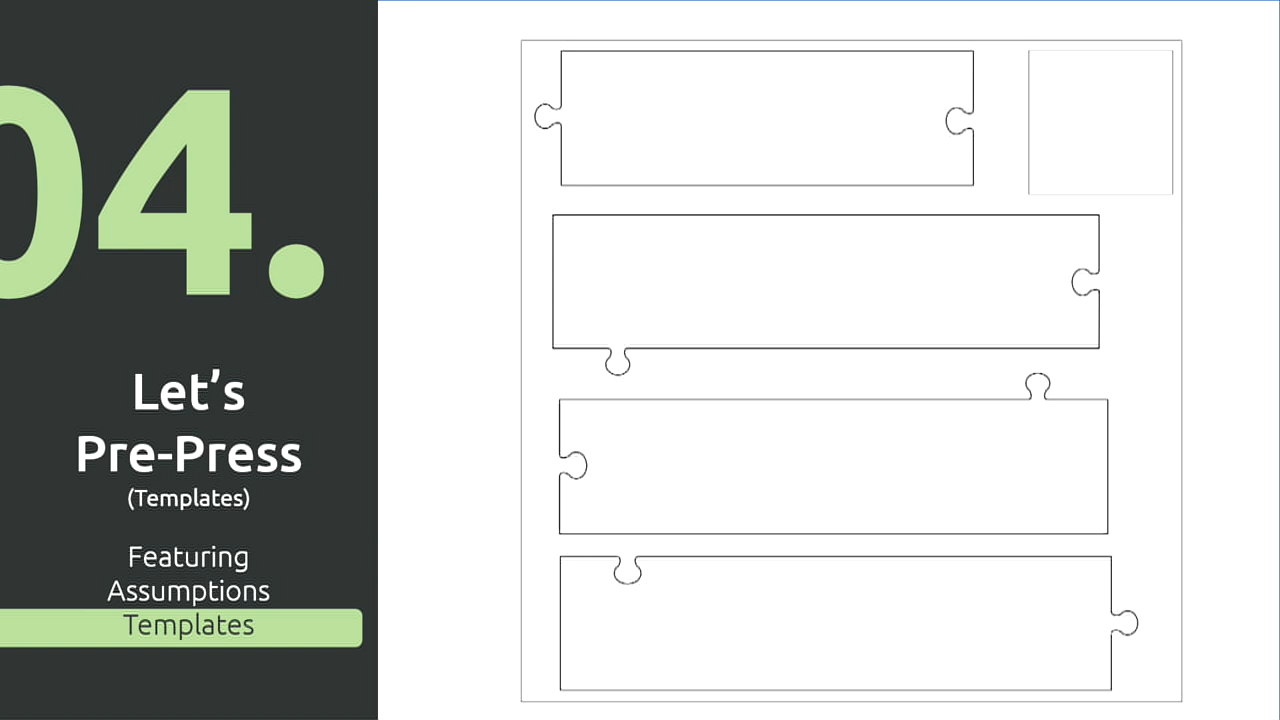 04.
Let's
Pre-Press
(Templates)
Featuring
Assumptions
Templates